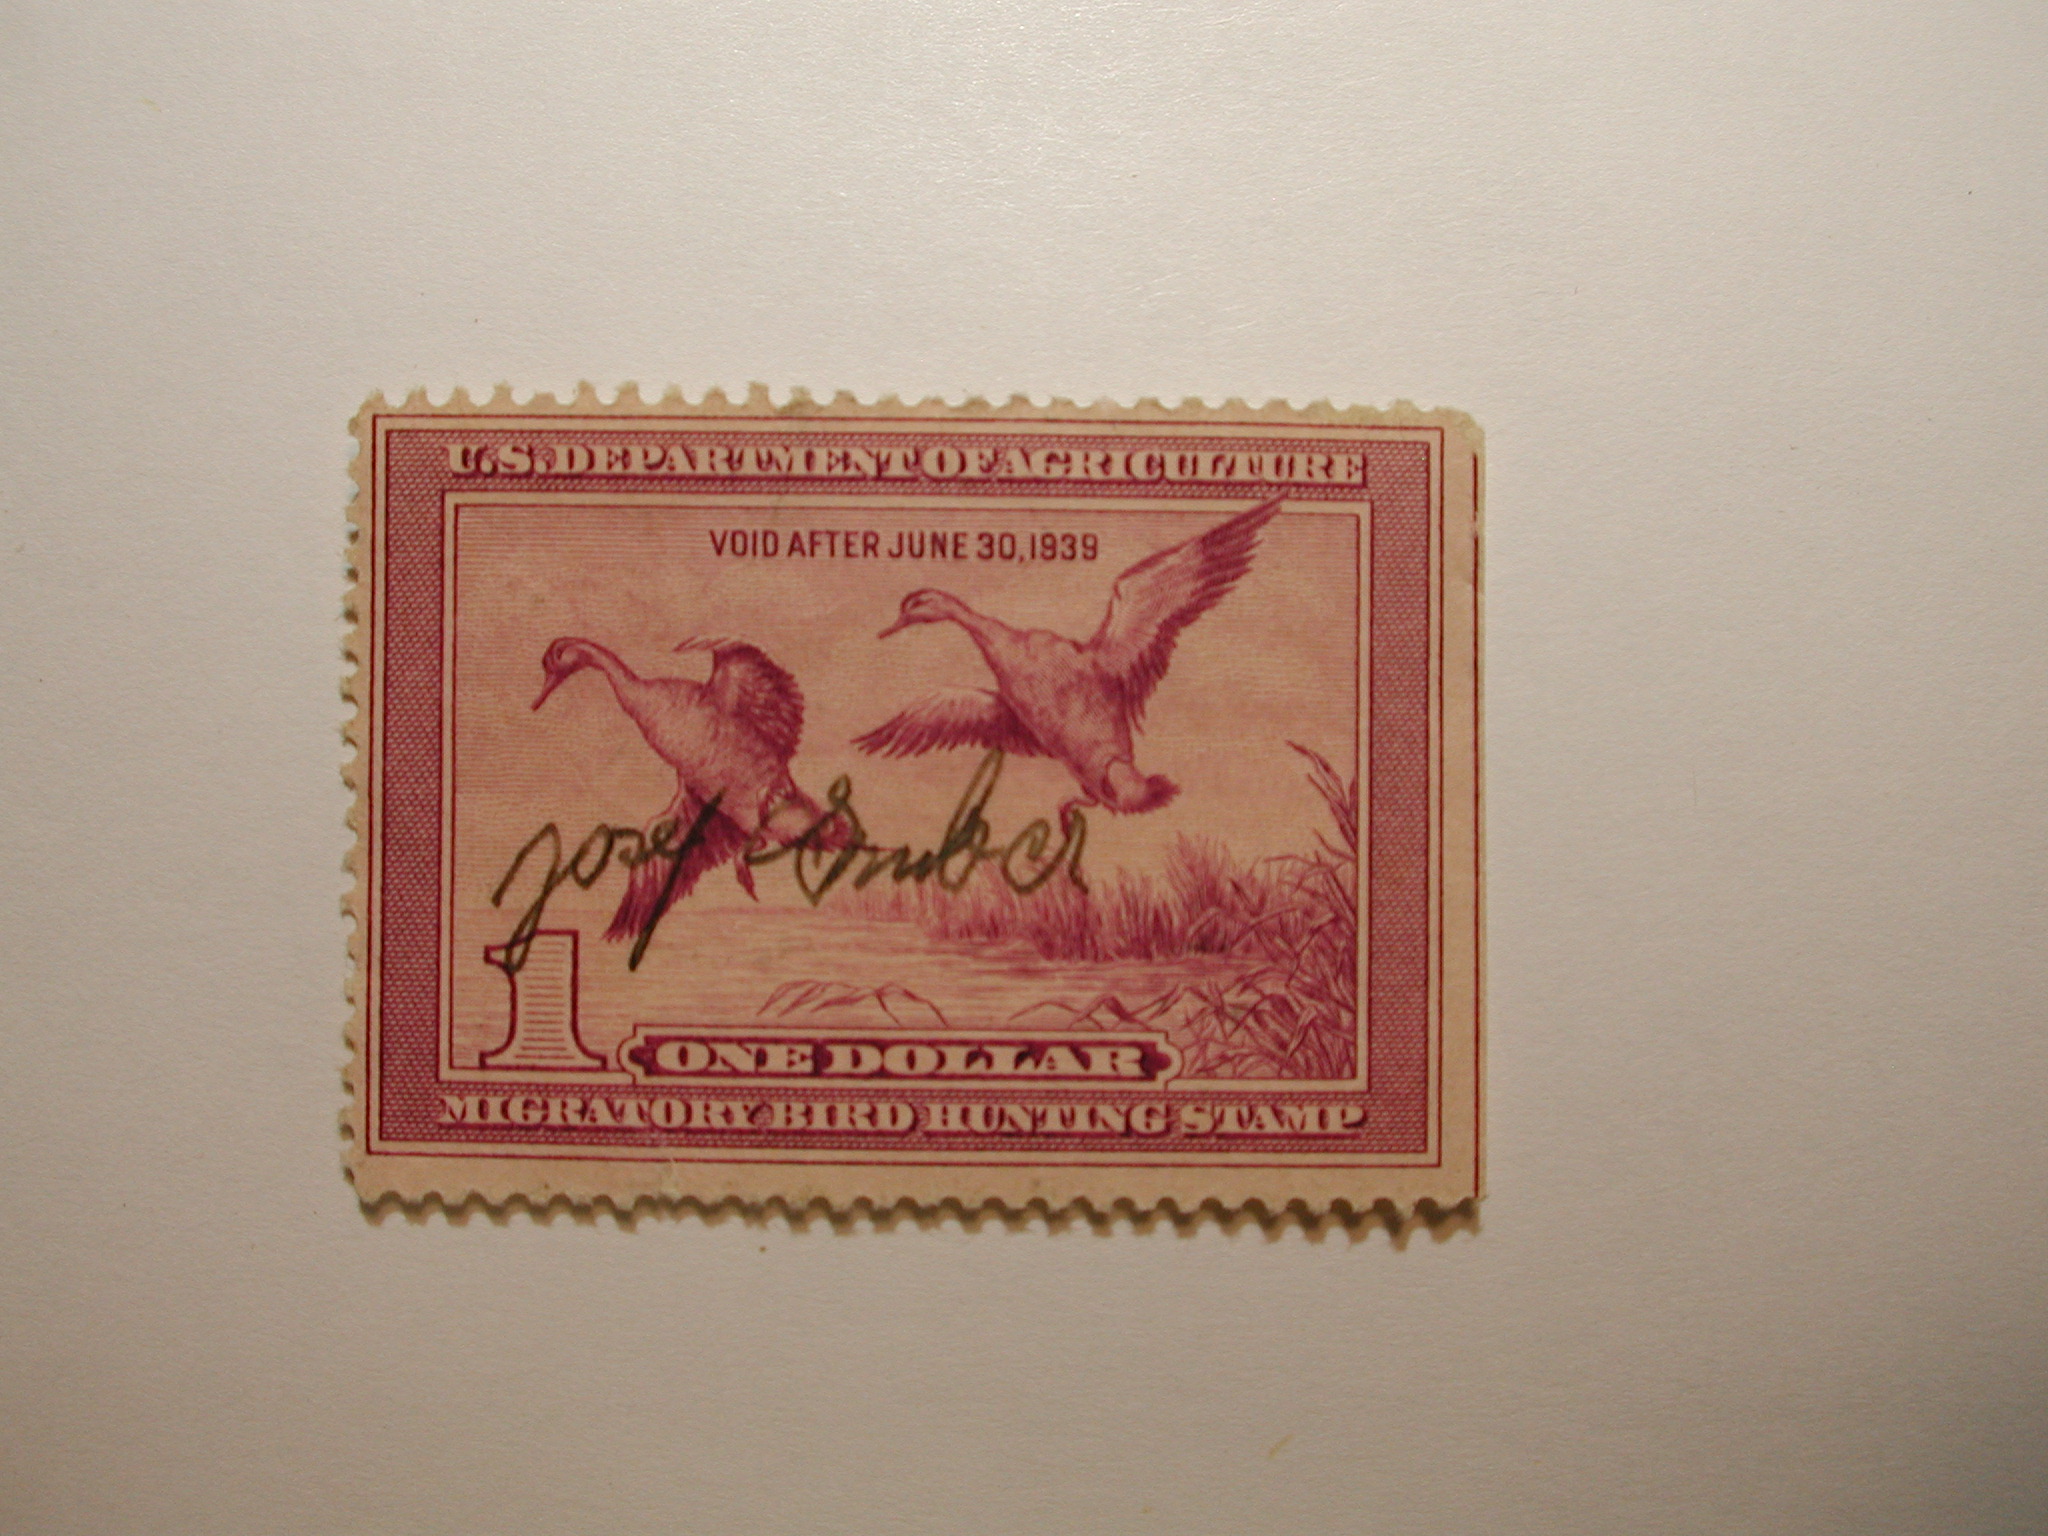 U.S. DEPARTMENT OF AGRICULTURE
VOID AFTER JUNE 30, 1939
1
ONE DOLLAR
MIGRATORY BIRD HUNTING STAMP